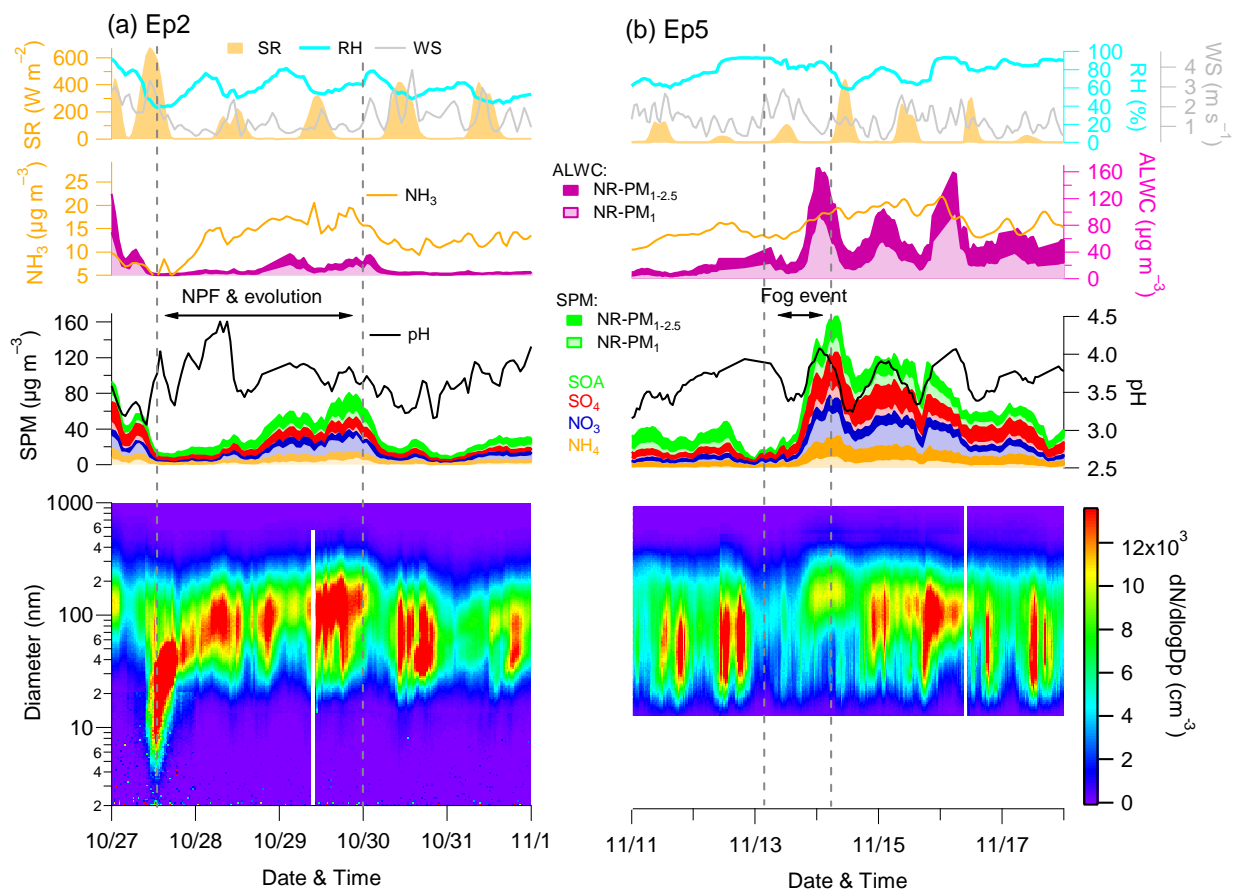 (a) Ep2
(b) Ep5
SR RH WS
600
400
200
0
SR (W m⁻²)
100
80
60
40
20
0
RH (%)
4
3
2
1
WS (m s⁻¹)
25
20
15
10
5
NH₃ (µg m⁻³)
NH₃
ALWC:
NR-PM₁₋₂.₅
NR-PM₁
160
120
80
40
0
ALWC (µg m⁻³)
NPF & evolution
Fog event
160
120
80
40
0
SPM (µg m⁻³)
pH
SPM:
NR-PM₁₋₂.₅
NR-PM₁
SOA
SO₄
NO₃
NH₄
4.5
4.0
3.5
3.0
2.5
pH
1000
4
2
100
6
4
2
10
6
4
2
Diameter (nm)
12x10³
10
8
6
4
2
0
dN/dlogDp (cm⁻³)
10/27 10/28 10/29 10/30 10/31 11/1
11/11 11/13 11/15 11/17
Date & Time
Date & Time